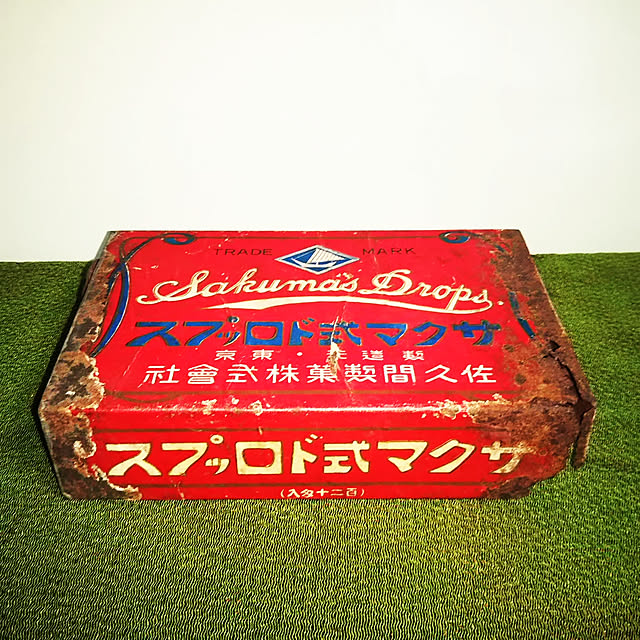 TRADE MARK
Sakuma's Drops.
サクマ式ドロップス
製造元・東京
佐久間製菓株式會社
サクマ式ドロップス
(百二十匁入)